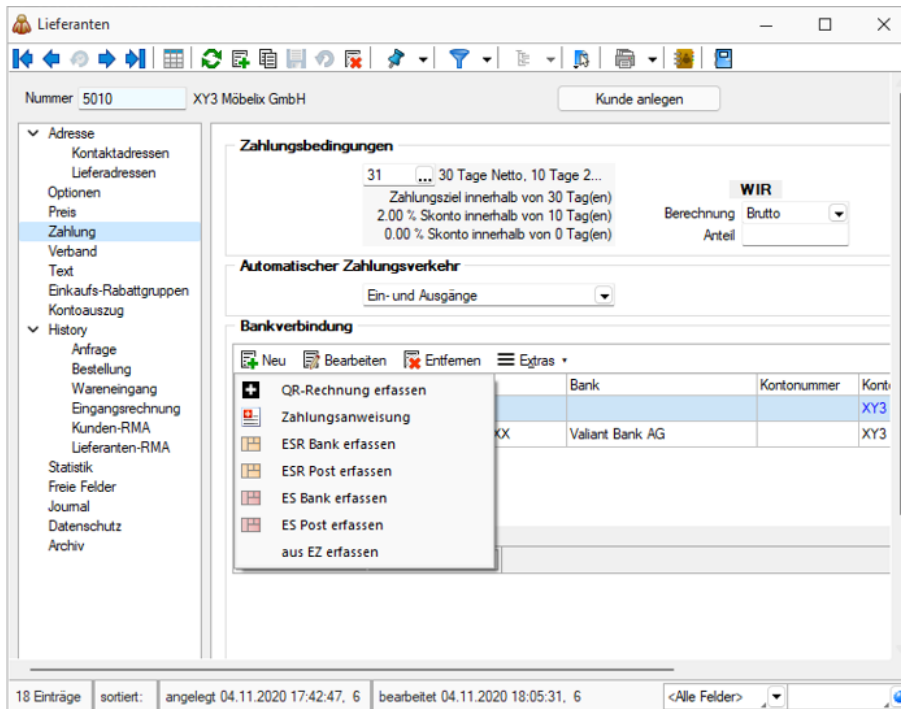 Lieferanten
Nummer 5010 XY3 Möbelix GmbH Kunde anlegen
Adresse
Kontaktadressen
Lieferadressen
Optionen
Preis
Zahlung
Verband
Text
Einkaufs-Rabattgruppen
Kontoauszug
History
Anfrage
Bestellung
Wareneingang
Eingangsrechnung
Kunden-RMA
Lieferanten-RMA
Statistik
Freie Felder
Journal
Datenschutz
Archiv
Zahlungsbedingungen
31 ... 30 Tage Netto, 10 Tage 2...
Zahlungsziel innerhalb von 30 Tag(en)
2.00 % Skonto innerhalb von 10 Tag(en)
0.00 % Skonto innerhalb von 0 Tag(en)
WIR
Berechnung Brutto
Anteil
Automatischer Zahlungsverkehr
Ein- und Ausgänge
Bankverbindung
Neu Bearbeiten Entfernen Extras
Bank Kontonummer Konto
XY3
XX Valiant Bank AG XY3
QR-Rechnung erfassen
Zahlungsanweisung
ESR Bank erfassen
ESR Post erfassen
ES Bank erfassen
ES Post erfassen
aus EZ erfassen
18 Einträge sortiert: angelegt 04.11.2020 17:42:47, 6 bearbeitet 04.11.2020 18:05:31, 6 <Alle Felder>